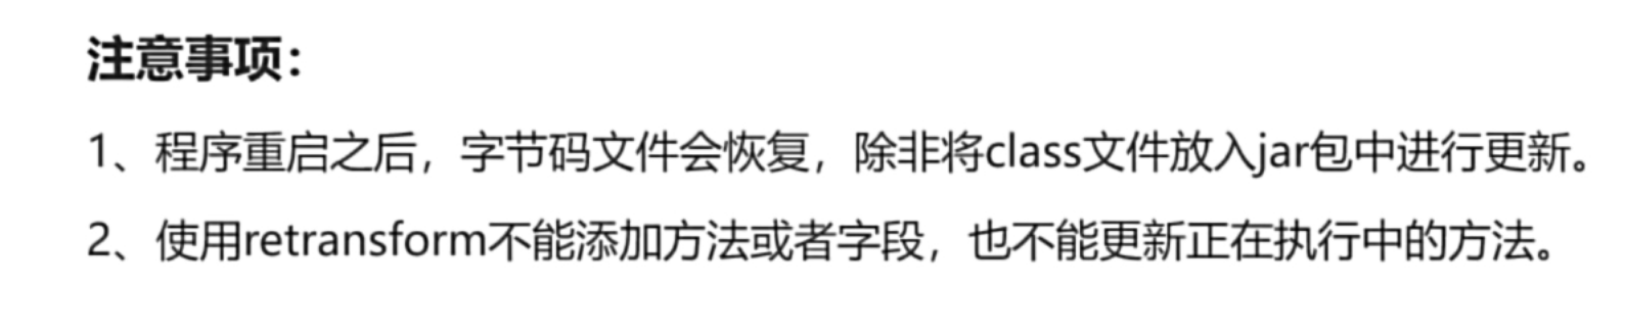 注意事项：
1、程序重启之后，字节码文件会恢复，除非将class文件放入jar包中进行更新。
2、使用retransform不能添加方法或者字段，也不能更新正在执行中的方法。